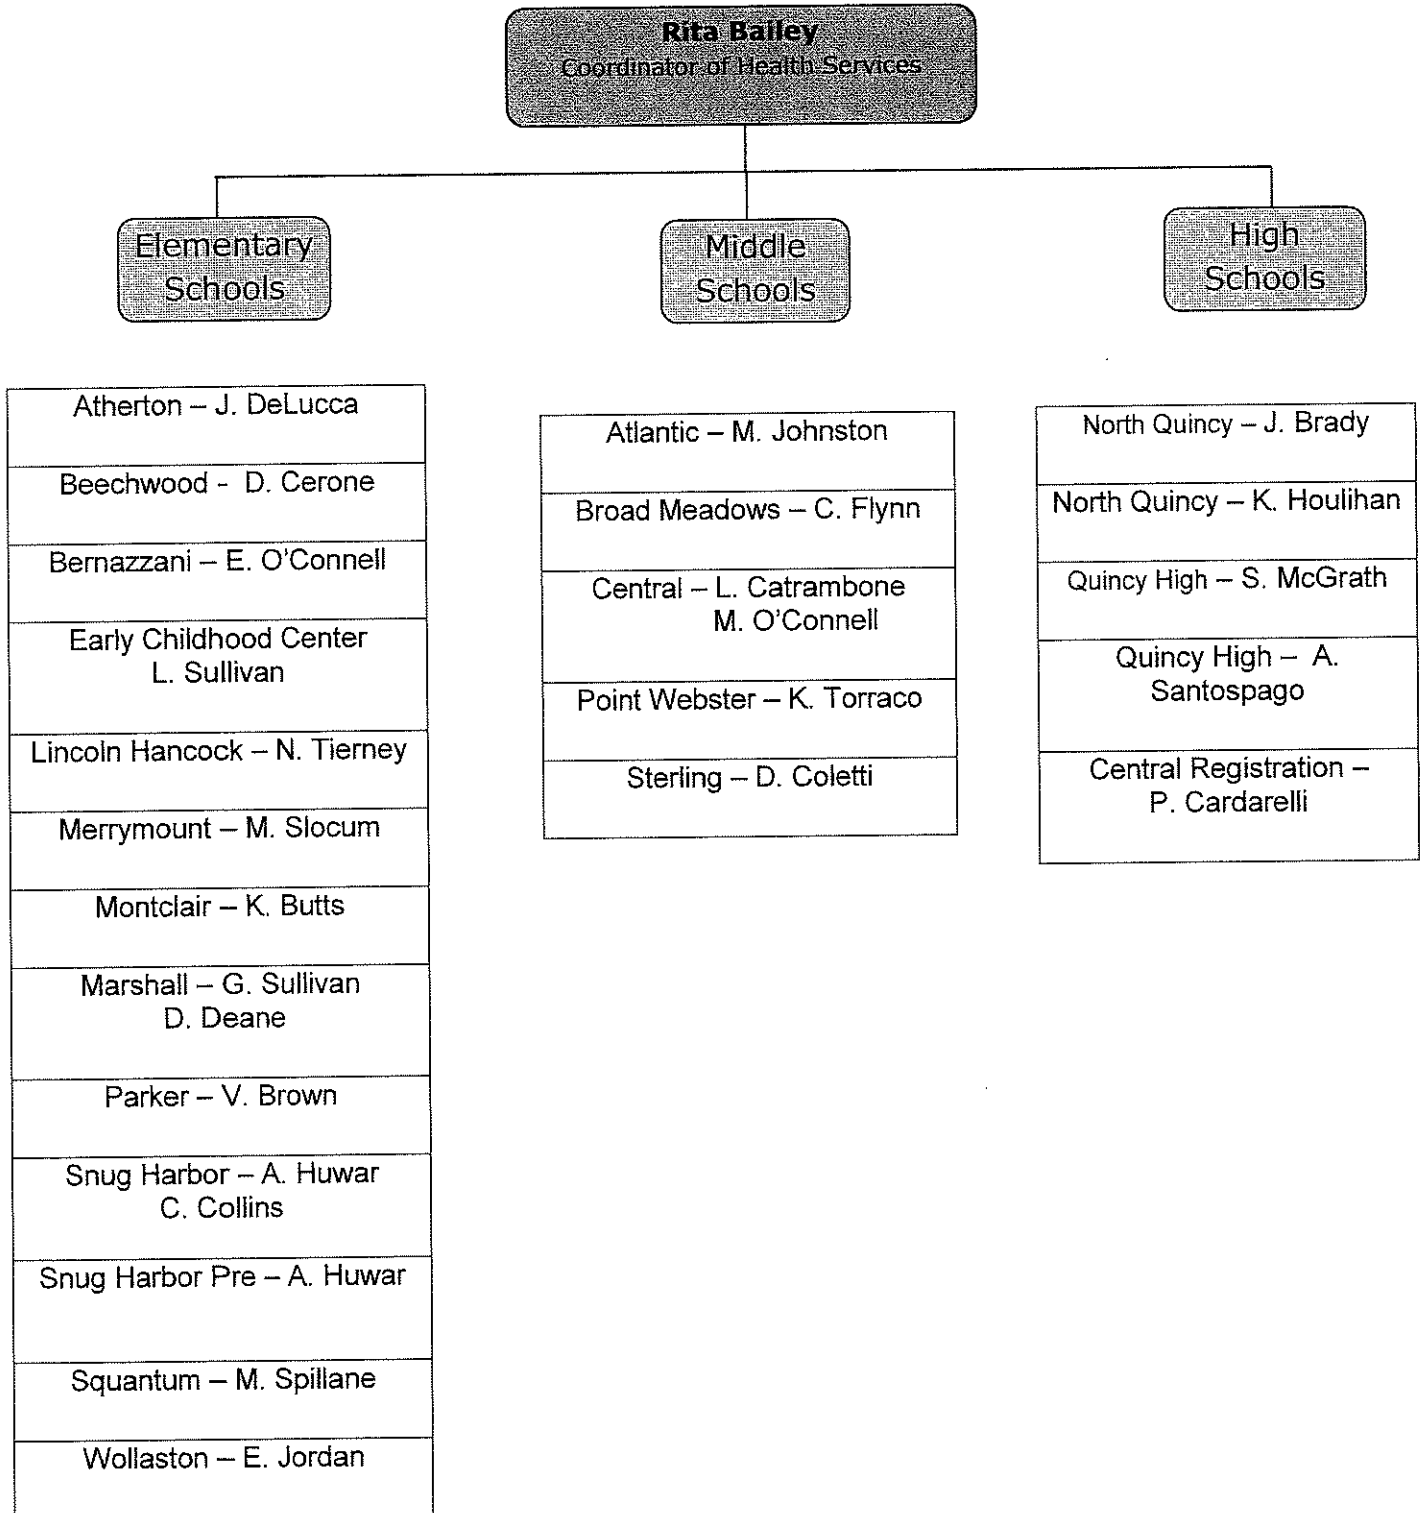 Rita Bailey
Coordinator of Health Services
Elementary
Schools
Middle
Schools
High
Schools
Atherton – J. DeLucca
Beechwood - D. Cerone
Bernazzani – E. O'Connell
Early Childhood Center
L. Sullivan
Lincoln Hancock – N. Tierney
Merrymount – M. Slocum
Montclair – K. Butts
Marshall – G. Sullivan
D. Deane
Parker – V. Brown
Snug Harbor – A. Huwar
C. Collins
Snug Harbor Pre – A. Huwar
Squantum – M. Spillane
Wollaston – E. Jordan
Atlantic – M. Johnston
Broad Meadows – C. Flynn
Central – L. Catrambone
M. O'Connell
Point Webster – K. Torraco
Sterling – D. Coletti
North Quincy – J. Brady
North Quincy – K. Houlihan
Quincy High – S. McGrath
Quincy High – A.
Santospago
Central Registration –
P. Cardarelli